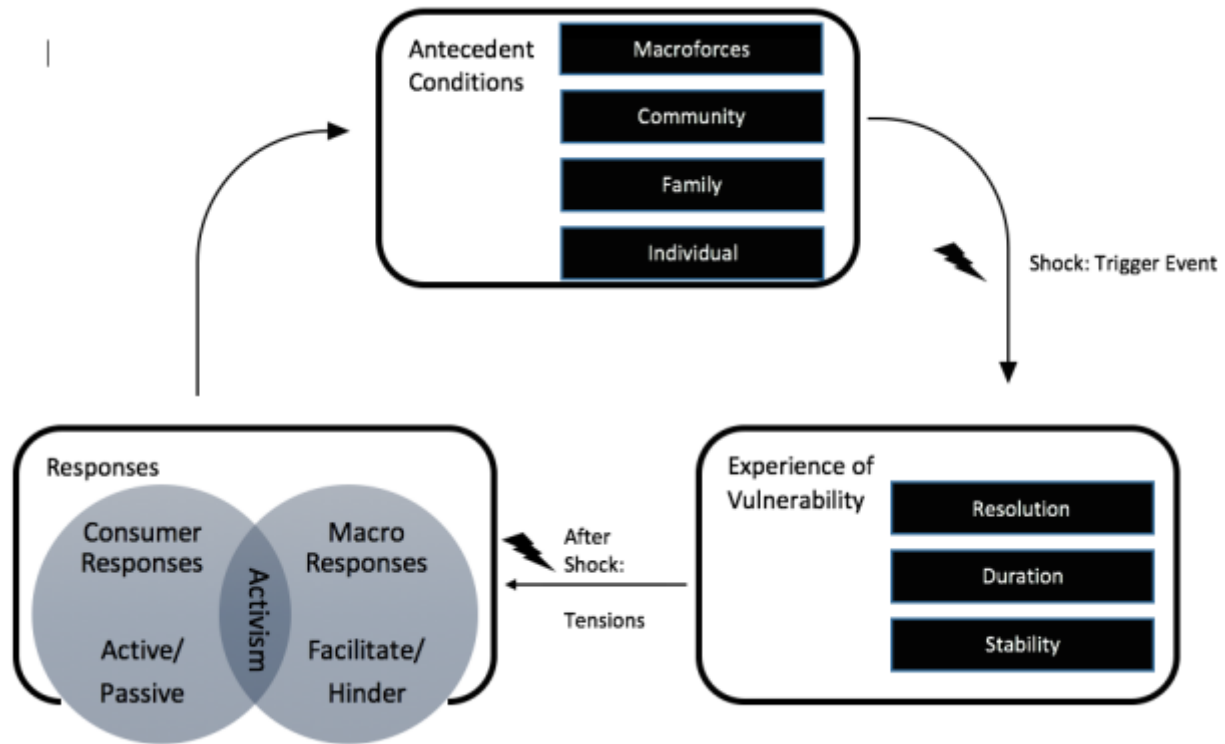 Antecedent
Conditions
Macroforces
Community
Family
Individual
Shock: Trigger Event
Experience of
Vulnerability
Resolution
Duration
Stability
After
Shock:
Tensions
Responses
Consumer
Responses
Active/
Passive
Activism
Macro
Responses
Facilitate/
Hinder